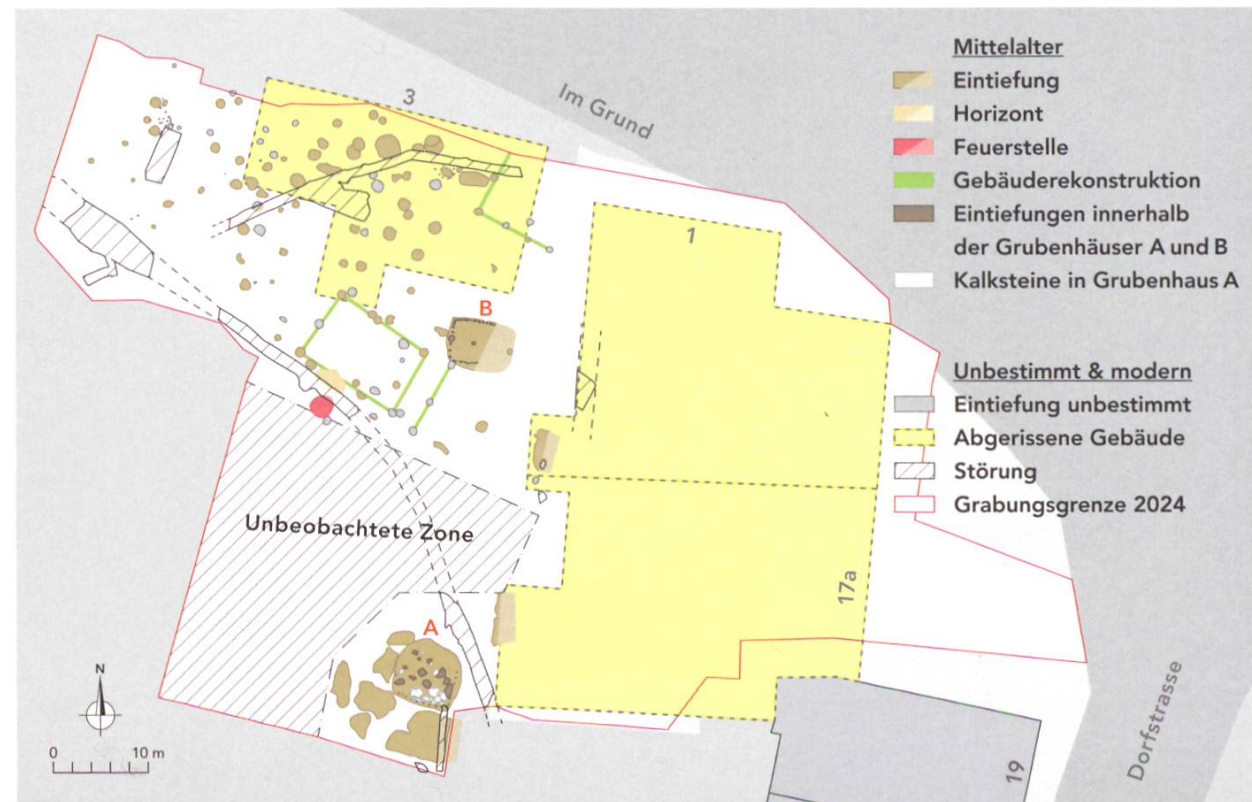 Mittelalter
Eintiefung
Horizont
Feuerstelle
Gebäuderekonstruktion
Eintiefungen innerhalb
der Grubenhäuser A und B
Kalksteine in Grubenhaus A
Unbestimmt & modern
Eintiefung unbestimmt
Abgerissene Gebäude
Störung
Grabungsgrenze 2024
3
Im Grund
1
B
Unbeobachtete Zone
17a
A
N
0 10 m
19
Dorfstrasse